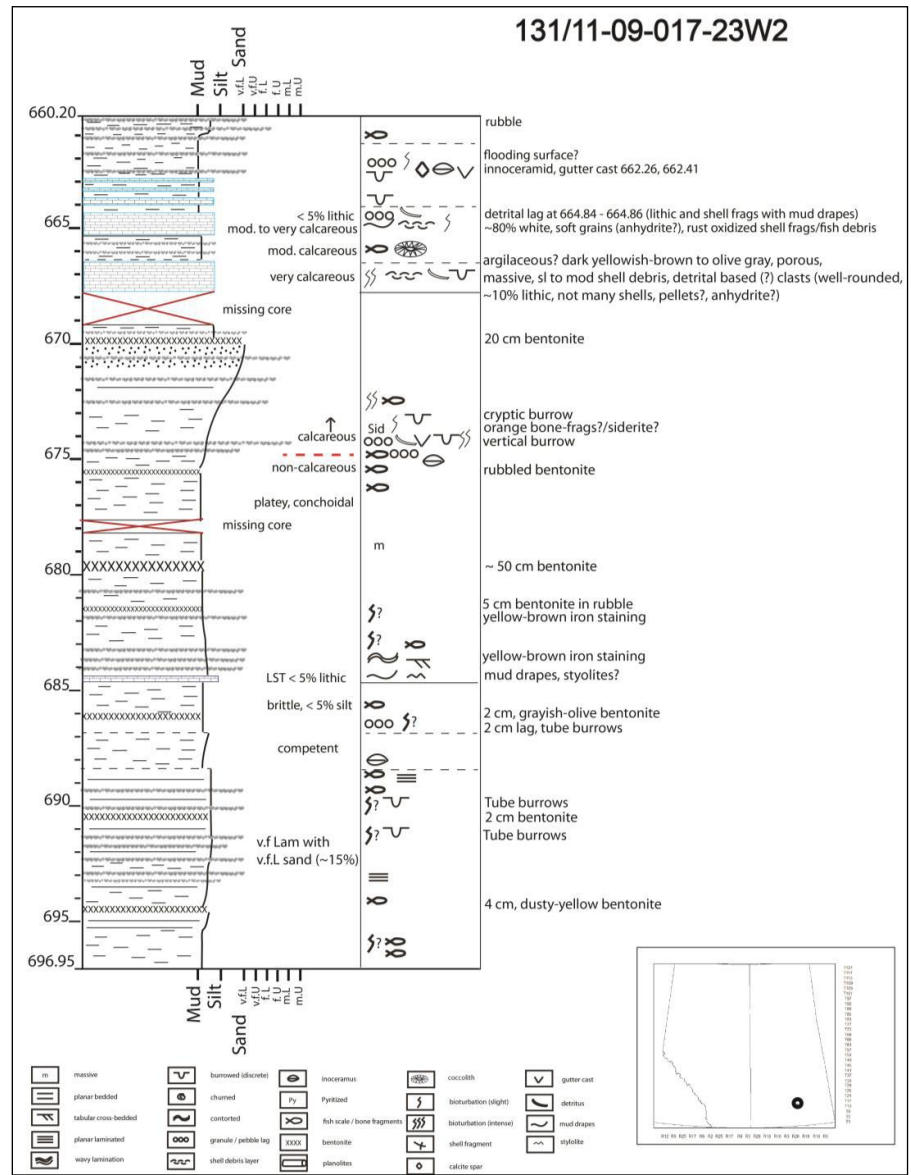 131/11-09-017-23W2
Mud
Silt
Sand
v.f.L
v.f.U
f. L
f. U
m.L
m.U
660.20
rubble
flooding surface?
innoceramid, gutter cast 662.26, 662.41
665
< 5% lithic
mod. to very calcareous
detrital lag at 664.84 - 664.86 (lithic and shell frags with mud drapes)
~80% white, soft grains (anhydrite?), rust oxidized shell frags/fish debris
mod. calcareous
argilaceous? dark yellowish-brown to olive gray, porous,
very calcareous
massive, sl to mod shell debris, detrital based (?) clasts (well-rounded,
~10% lithic, not many shells, pellets?, anhydrite?)
missing core
670
20 cm bentonite
cryptic burrow
Sid
orange bone-frags?/siderite?
calcareous
vertical burrow
675
non-calcareous
rubbled bentonite
platey, conchoidal
missing core
m
680
~ 50 cm bentonite
5 cm bentonite in rubble
?
yellow-brown iron staining
?
yellow-brown iron staining
LST < 5% lithic
mud drapes, styolites?
685
brittle, < 5% silt
2 cm, grayish-olive bentonite
?
2 cm lag, tube burrows
competent
690
?
Tube burrows
2 cm bentonite
?
Tube burrows
v.f Lam with
v.f.L sand (~15%)
4 cm, dusty-yellow bentonite
695
?
696.95
Mud
Silt
Sand
v.f.L
v.f.U
f. L
f. U
m.L
m.U
m
massive
burrowed (discrete)
inoceramus
coccolith
gutter cast
planar bedded
churned
Py
Pyritized
bioturbation (slight)
detritus
tabular cross-bedded
contorted
fish scale / bone fragments
bioturbation (intense)
mud drapes
planar laminated
granule / pebble lag
XXXX
bentonite
shell fragment
stylolite
wavy lamination
shell debris layer
planolites
calcite spar